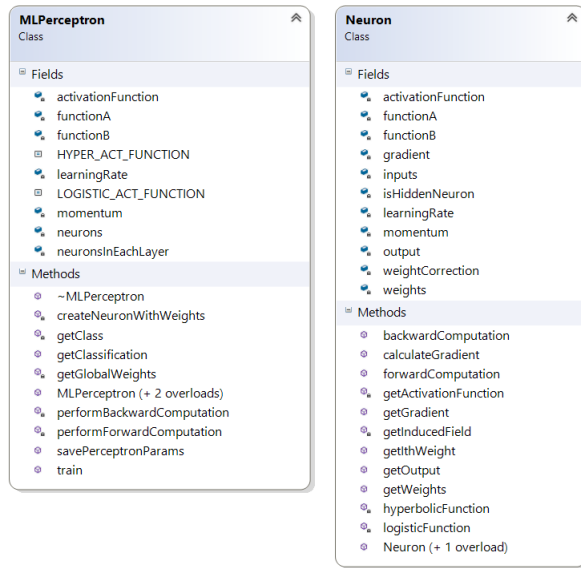 MLPerceptron
Class
Fields
activationFunction
functionA
functionB
HYPER_ACT_FUNCTION
learningRate
LOGISTIC_ACT_FUNCTION
momentum
neurons
neuronsInEachLayer
Methods
~MLPerceptron
createNeuronWithWeights
getClass
getClassification
getGlobalWeights
MLPerceptron (+ 2 overloads)
performBackwardComputation
performForwardComputation
savePerceptronParams
train
Neuron
Class
Fields
activationFunction
functionA
functionB
gradient
inputs
isHiddenNeuron
learningRate
momentum
output
weightCorrection
weights
Methods
backwardComputation
calculateGradient
forwardComputation
getActivationFunction
getGradient
getInducedField
getIthWeight
getOutput
getWeights
hyperbolicFunction
logisticFunction
Neuron (+ 1 overload)